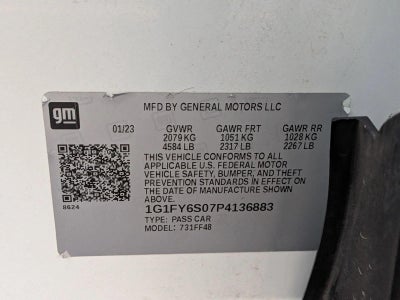 gm
MFD BY GENERAL MOTORS LLC
01/23 GVWR GAWR FRT GAWR RR
2079 KG 1051 KG 1028 KG
4584 LB 2317 LB 2267 LB
THIS VEHICLE CONFORMS TO ALL APPLICABLE
U.S. FEDERAL MOTOR
VEHICLE SAFETY, BUMPER, AND THEFT
PREVENTION STANDARDS IN EFFECT ON
THE DATE OF MANUFACTURE SHOWN
ABOVE.
8624
1G1FY6S07P4136883
TYPE: PASS CAR
MODEL: 731FF48